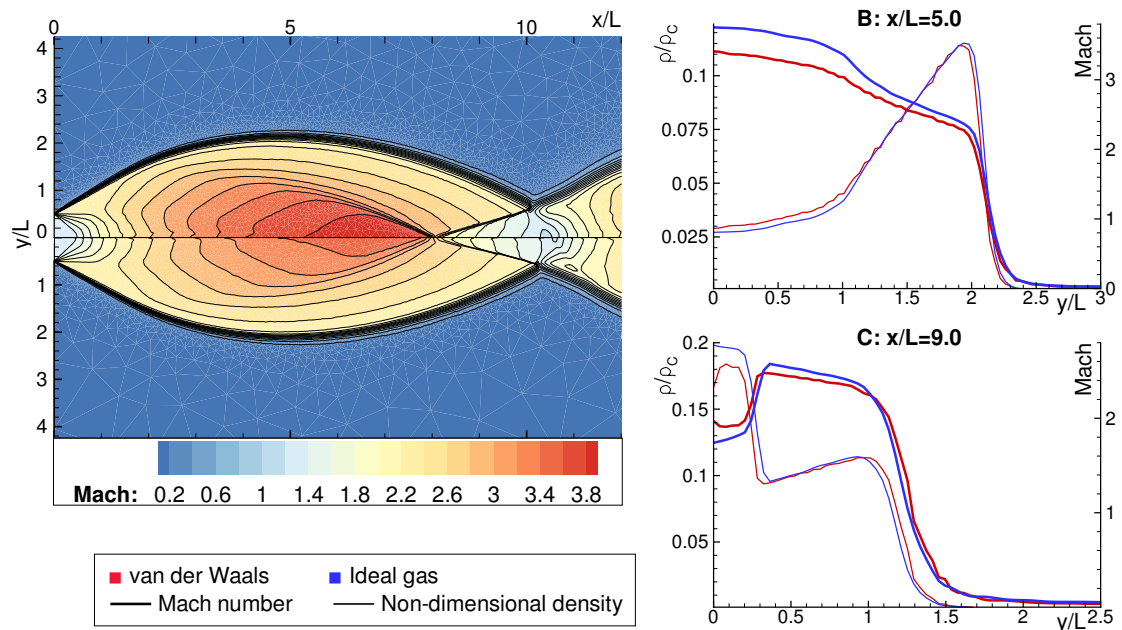 0 5 10 x/L
y/L
4
3
2
1
0
1
2
3
4
Mach: 0.2 0.6 1 1.4 1.8 2.2 2.6 3 3.4 3.8
van der Waals Ideal gas
Mach number Non-dimensional density
B: x/L=5.0
ρ/ρc
Mach
0.1
0.075
0.05
0.025
3
2
1
0
0 0.5 1 1.5 2 2.5 3
y/L
C: x/L=9.0
ρ/ρc
Mach
0.2
0.15
0.1
0.05
2
1
0
0.5 1 1.5 2 2.5
y/L